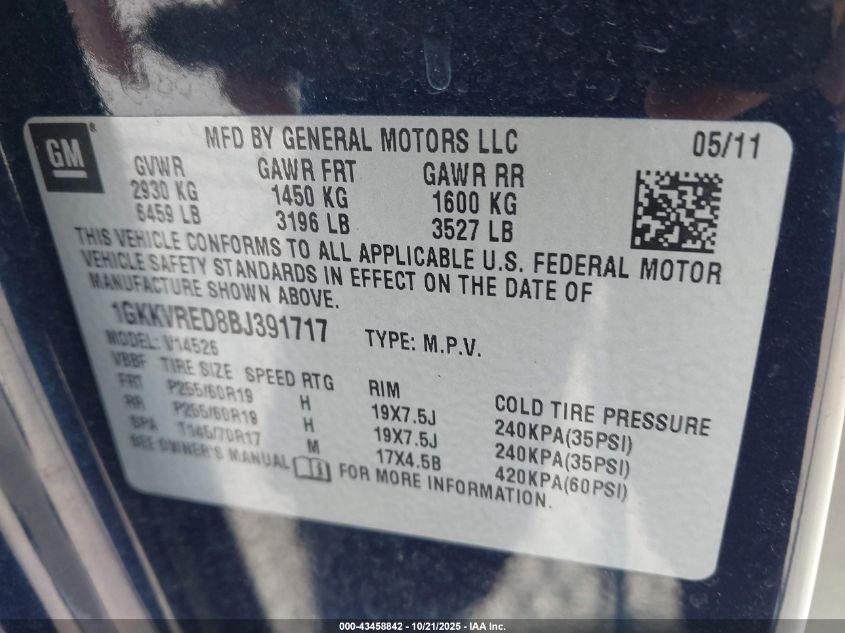 GM ®
MFD BY GENERAL MOTORS LLC 05/11
GVWR GAWR FRT GAWR RR
2930 KG 1450 KG 1600 KG
6459 LB 3196 LB 3527 LB
THIS VEHICLE CONFORMS TO ALL APPLICABLE U.S. FEDERAL MOTOR
VEHICLE SAFETY STANDARDS IN EFFECT ON THE DATE OF
MANUFACTURE SHOWN ABOVE.
1GKKVRED8BJ391717 TYPE: M.P.V.
MODEL: V14526
VBBF TIRE SIZE SPEED RTG RIM COLD TIRE PRESSURE
FRT P255/60R19 H 19X7.5J 240KPA(35PSI)
RR P255/60R19 H 19X7.5J 240KPA(35PSI)
SPA T145/70R17 M 17X4.5B 420KPA(60PSI)
SEE OWNER'S MANUAL FOR MORE INFORMATION.
000-43458842 / 10/21/2025 - IAA Inc.